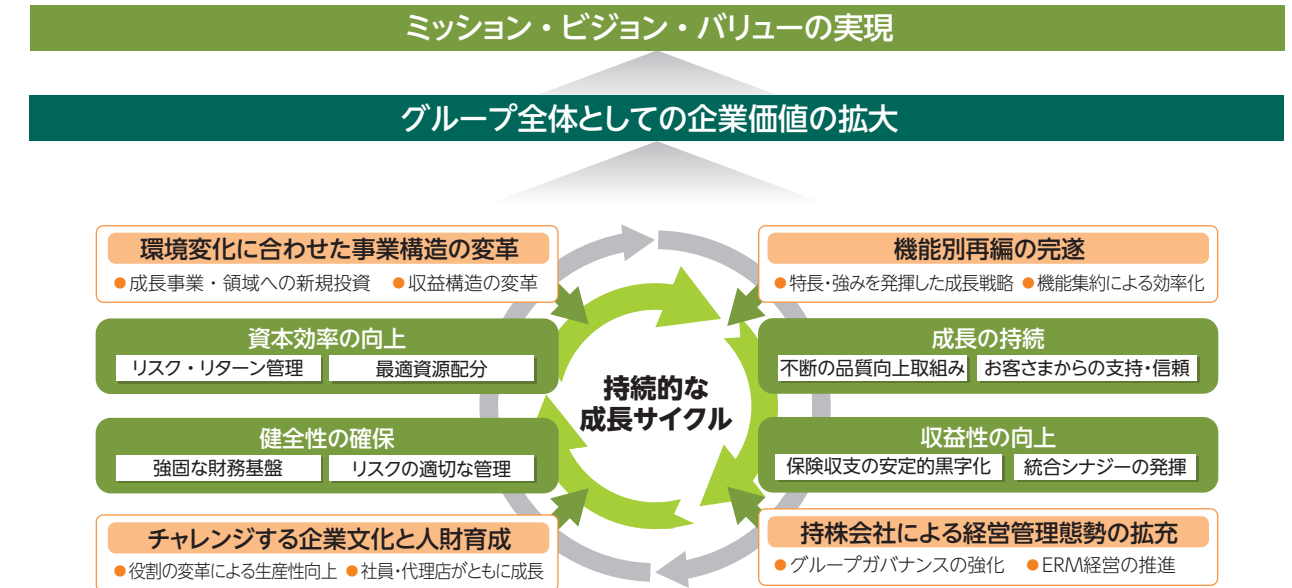 ミッション・ビジョン・バリューの実現
グループ全体としての企業価値の拡大
環境変化に合わせた事業構造の変革
●成長事業・領域への新規投資 ●収益構造の変革
機能別再編の完遂
●特長・強みを発揮した成長戦略 ●機能集約による効率化
資本効率の向上
リスク・リターン管理 最適資源配分
成長の持続
不断の品質向上取組み お客さまからの支持・信頼
持続的な
成長サイクル
健全性の確保
強固な財務基盤 リスクの適切な管理
収益性の向上
保険収支の安定的黒字化 統合シナジーの発揮
チャレンジする企業文化と人財育成
●役割の変革による生産性向上 ●社員・代理店がともに成長
持株会社による経営管理態勢の拡充
●グループガバナンスの強化 ●ERM経営の推進